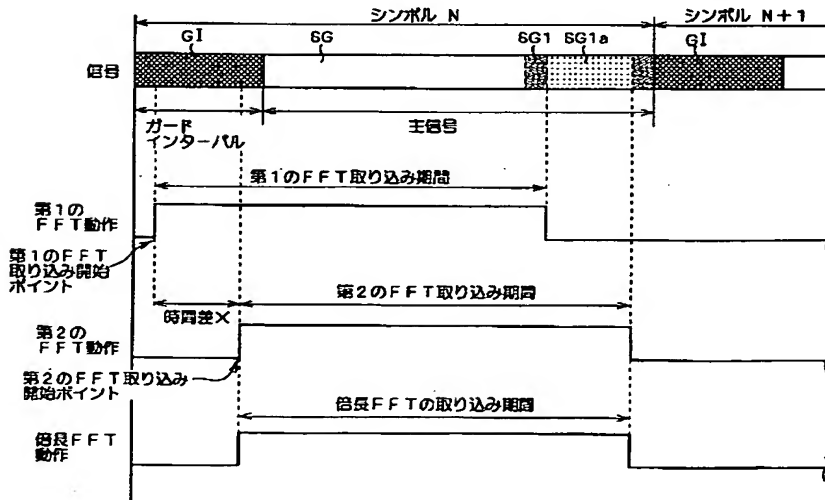 シンボル N
シンボル N+1
GI
SG
SG1
SG1a
GI
信号
ガード
インターバル
主信号
第1のFFT取り込み期間
第1の
FFT動作
第1のFFT
取り込み開始
ポイント
時間差X
第2のFFT取り込み期間
第2の
FFT動作
第2のFFT取り込み
開始ポイント
倍長FFTの取り込み期間
倍長FFT
動作